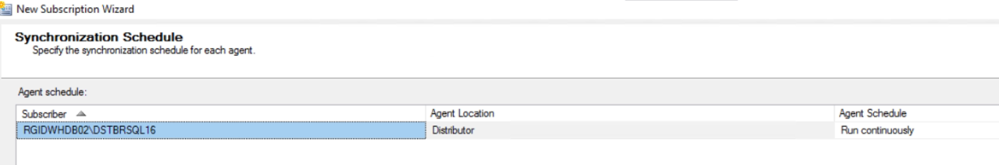 New Subscription Wizard
Synchronization Schedule
Specify the synchronization schedule for each agent.
Agent schedule:
Subscriber Agent Location Agent Schedule
RGIDWHDB02\DSTBRSQL16 Distributor Run continuously